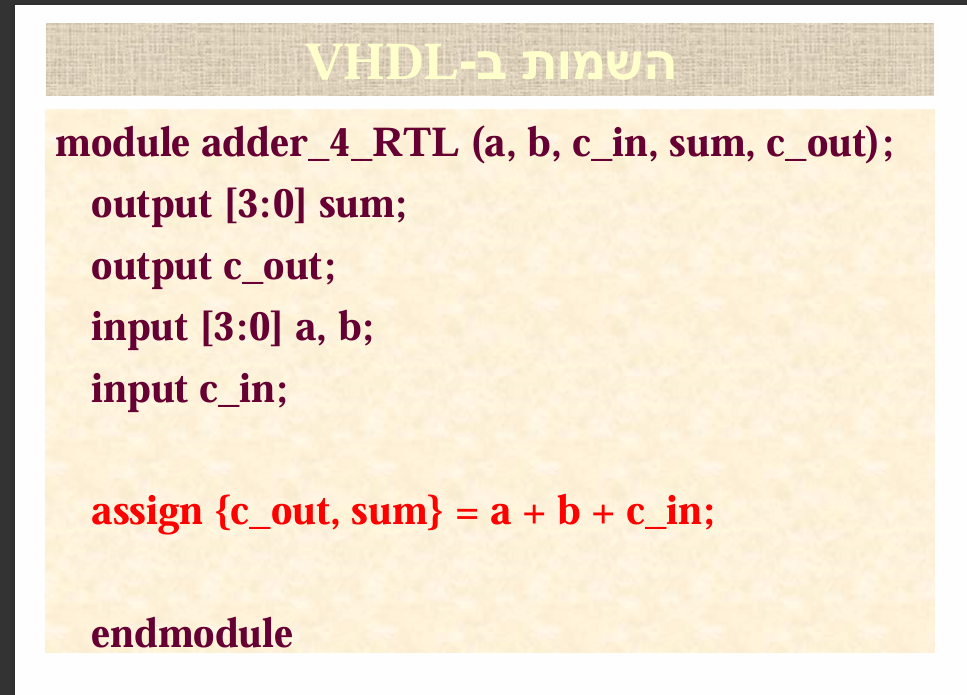 השמות ב-VHDL
module adder_4_RTL (a, b, c_in, sum, c_out);
output [3:0] sum;
output c_out;
input [3:0] a, b;
input c_in;
assign {c_out, sum} = a + b + c_in;
endmodule